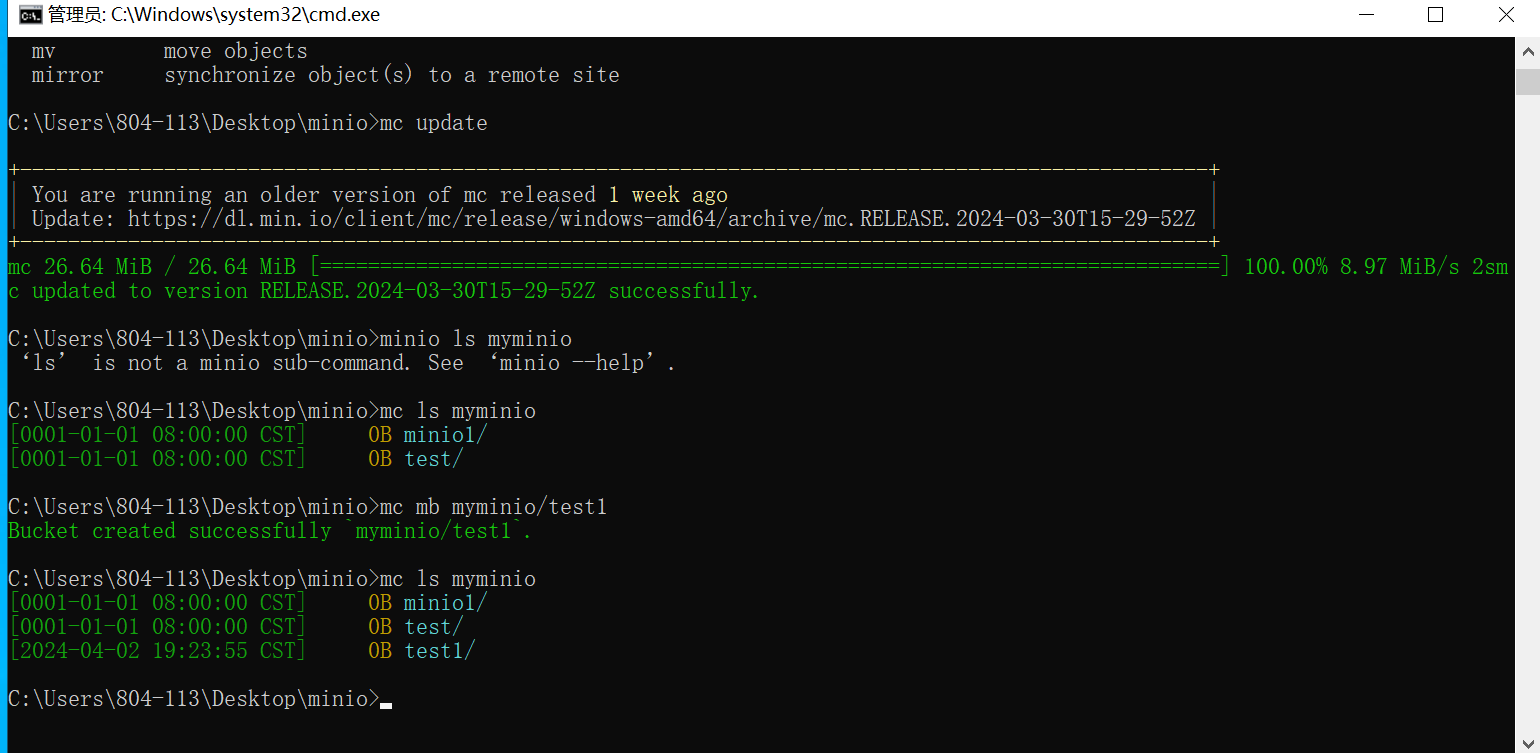 管理员: C:\Windows\system32\cmd.exe
mv move objects
mirror synchronize object(s) to a remote site
C:\Users\804-113\Desktop\minio>mc update
You are running an older version of mc released 1 week ago
Update: https://dl.min.io/client/mc/release/windows-amd64/archive/mc.RELEASE.2024-03-30T15-29-52Z
mc 26.64 MiB / 26.64 MiB [===========================================================================] 100.00% 8.97 MiB/s 2sm
c updated to version RELEASE.2024-03-30T15-29-52Z successfully.
C:\Users\804-113\Desktop\minio>minio ls myminio
‘ls’ is not a minio sub-command. See ‘minio --help’.
C:\Users\804-113\Desktop\minio>mc ls myminio
[0001-01-01 08:00:00 CST] 0B minio1/
[0001-01-01 08:00:00 CST] 0B test/
C:\Users\804-113\Desktop\minio>mc mb myminio/test1
Bucket created successfully `myminio/test1`.
C:\Users\804-113\Desktop\minio>mc ls myminio
[0001-01-01 08:00:00 CST] 0B minio1/
[0001-01-01 08:00:00 CST] 0B test/
[2024-04-02 19:23:55 CST] 0B test1/
C:\Users\804-113\Desktop\minio>